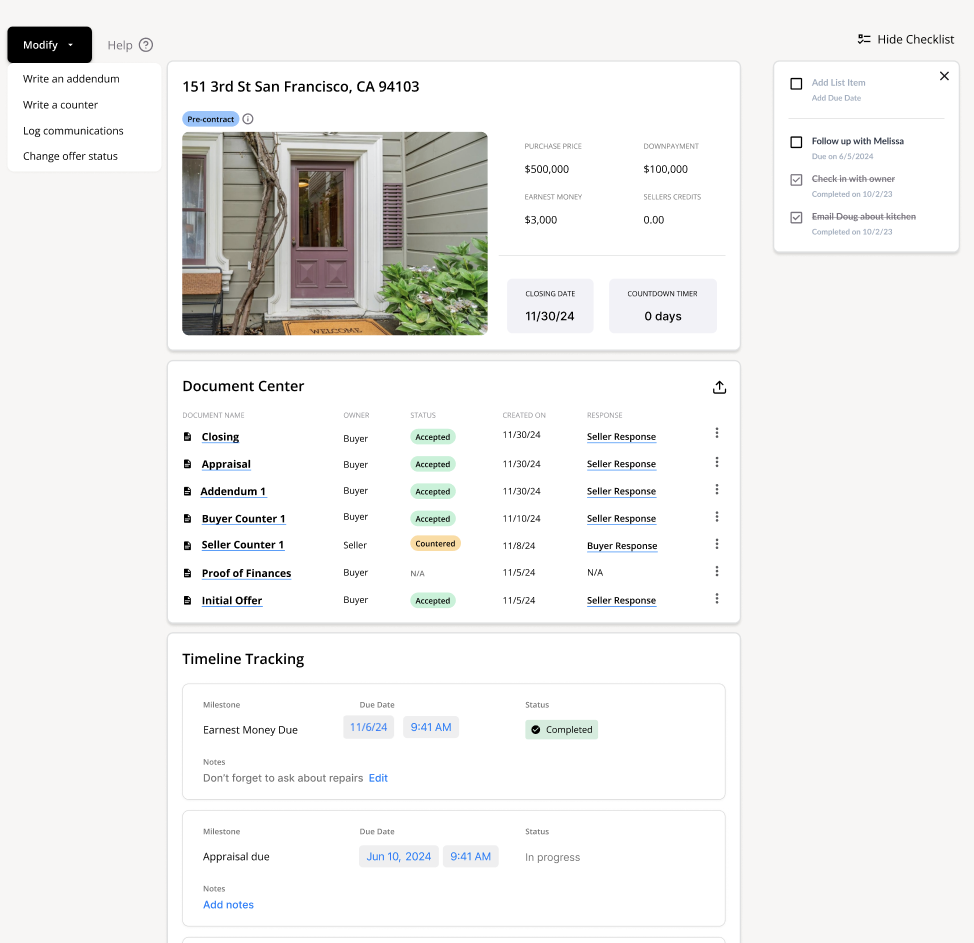 Modify
Help
Hide Checklist
Write an addendum
Write a counter
Log communications
Change offer status
151 3rd St San Francisco, CA 94103
Pre-contract
WELCOME
PURCHASE PRICE DOWNPAYMENT
$500,000 $100,000
EARNEST MONEY SELLERS CREDITS
$3,000 0.00
CLOSING DATE COUNTDOWN TIMER
11/30/24 0 days
Add List Item
Add Due Date
Follow up with Melissa
Due on 6/5/2024
Check in with owner
Completed on 10/2/23
Email Doug about kitchen
Completed on 10/2/23
Document Center
DOCUMENT NAME OWNER STATUS CREATED ON RESPONSE
Closing Buyer Accepted 11/30/24 Seller Response
Appraisal Buyer Accepted 11/30/24 Seller Response
Addendum 1 Buyer Accepted 11/30/24 Seller Response
Buyer Counter 1 Buyer Accepted 11/10/24 Seller Response
Seller Counter 1 Seller Countered 11/8/24 Buyer Response
Proof of Finances Buyer N/A 11/5/24 N/A
Initial Offer Buyer Accepted 11/5/24 Seller Response
Timeline Tracking
Milestone Due Date Status
Earnest Money Due 11/6/24 9:41 AM Completed
Notes
Don't forget to ask about repairs Edit
Milestone Due Date Status
Appraisal due Jun 10, 2024 9:41 AM In progress
Notes
Add notes